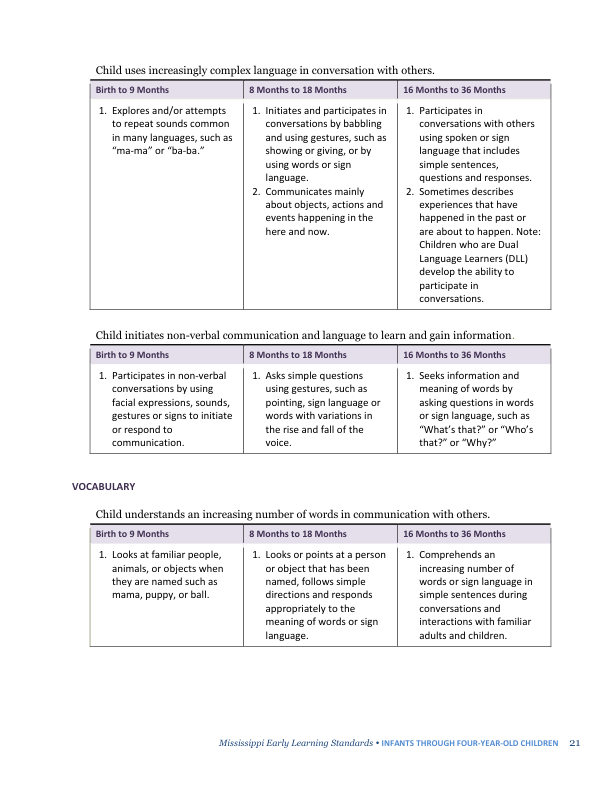 Child uses increasingly complex language in conversation with others.
Birth to 9 Months
8 Months to 18 Months
16 Months to 36 Months
1. Explores and/or attempts
to repeat sounds common
in many languages, such as
“ma-ma” or “ba-ba.”
1. Initiates and participates in
conversations by babbling
and using gestures, such as
showing or giving, or by
using words or sign
language.
2. Communicates mainly
about objects, actions and
events happening in the
here and now.
1. Participates in
conversations with others
using spoken or sign
language that includes
simple sentences,
questions and responses.
2. Sometimes describes
experiences that have
happened in the past or
are about to happen. Note:
Children who are Dual
Language Learners (DLL)
develop the ability to
participate in
conversations.
Child initiates non-verbal communication and language to learn and gain information.
Birth to 9 Months
8 Months to 18 Months
16 Months to 36 Months
1. Participates in non-verbal
conversations by using
facial expressions, sounds,
gestures or signs to initiate
or respond to
communication.
1. Asks simple questions
using gestures, such as
pointing, sign language or
words with variations in
the rise and fall of the
voice.
1. Seeks information and
meaning of words by
asking questions in words
or sign language, such as
“What’s that?” or “Who’s
that?” or “Why?”
VOCABULARY
Child understands an increasing number of words in communication with others.
Birth to 9 Months
8 Months to 18 Months
16 Months to 36 Months
1. Looks at familiar people,
animals, or objects when
they are named such as
mama, puppy, or ball.
1. Looks or points at a person
or object that has been
named, follows simple
directions and responds
appropriately to the
meaning of words or sign
language.
1. Comprehends an
increasing number of
words or sign language in
simple sentences during
conversations and
interactions with familiar
adults and children.
Mississippi Early Learning Standards • INFANTS THROUGH FOUR-YEAR-OLD CHILDREN 21